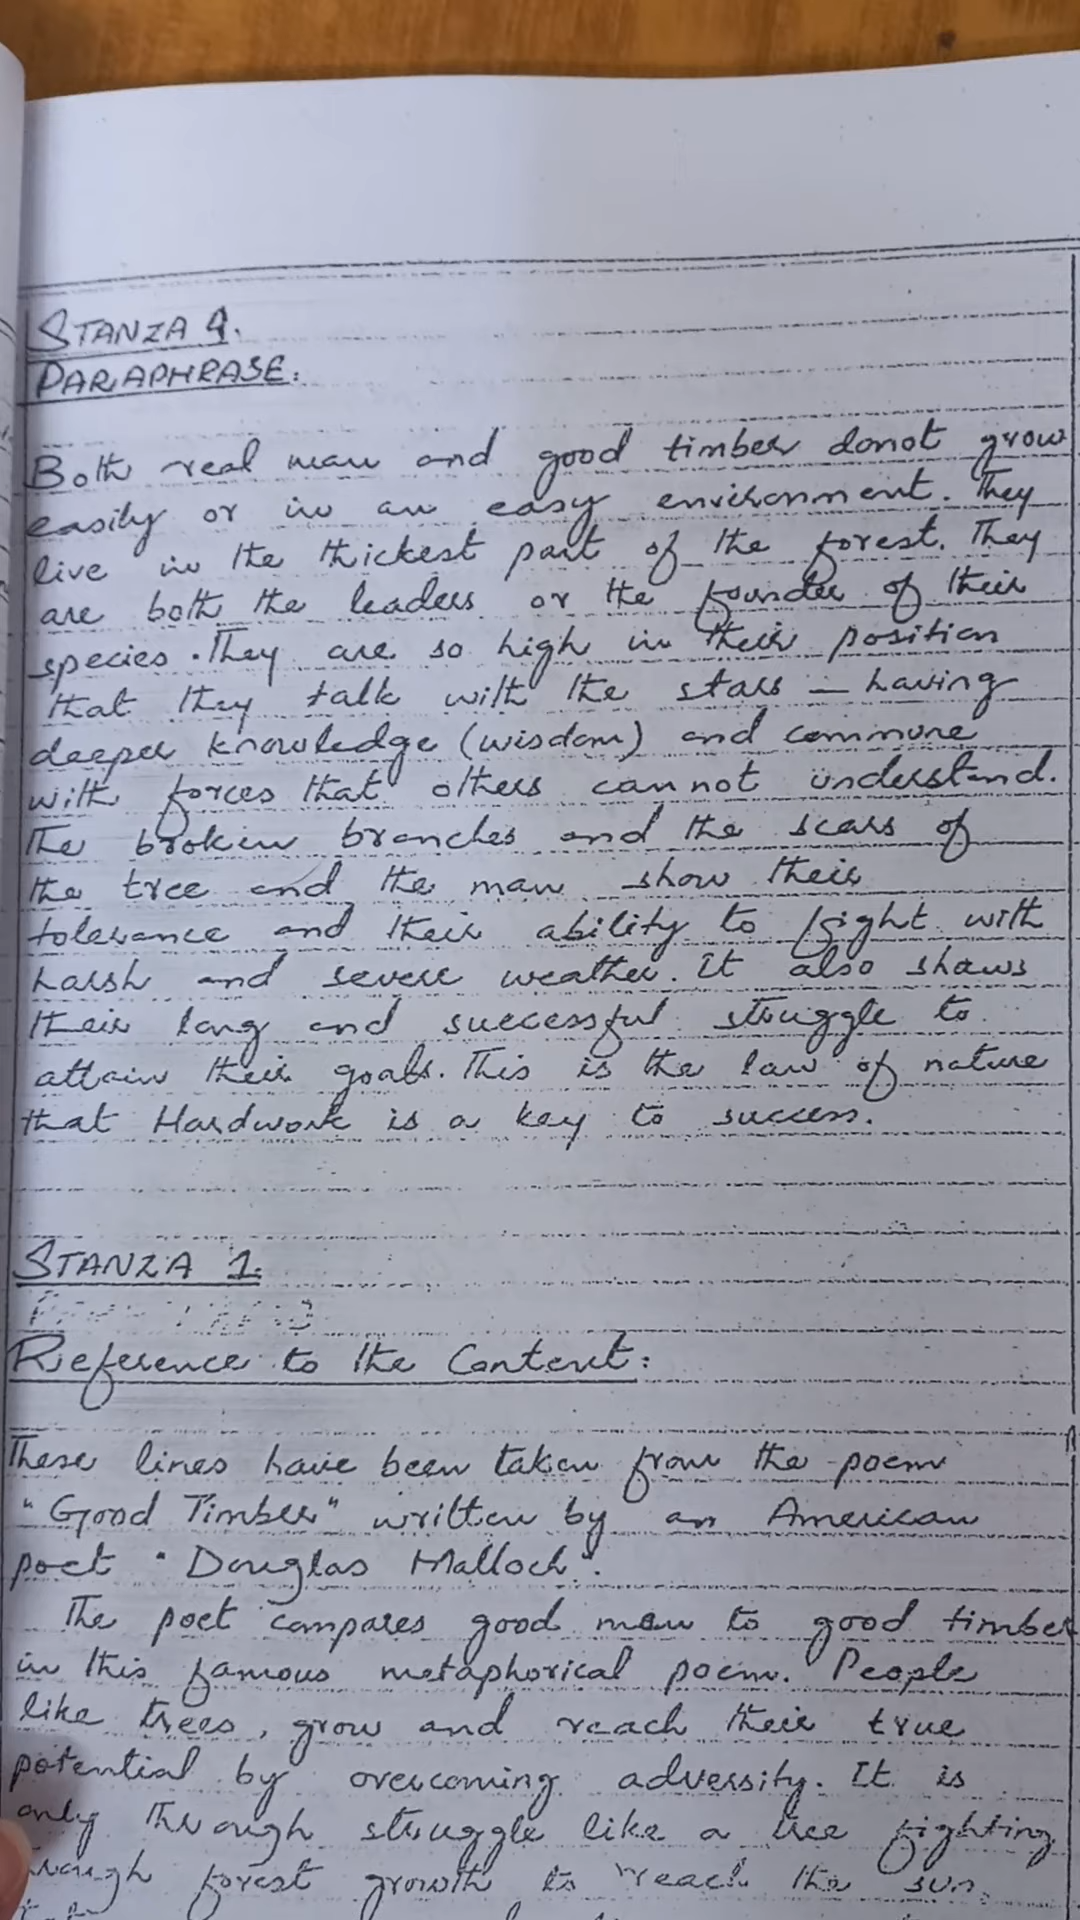 STANZA 4.
PARAPHRASE:
Both real man and good timber donot grow
easily or in an easy environment. They
live in the thickest part of the forest. They
are both the leaders or the founder of their
species. They are so high in their position
that they talk with the stars – having
deeper knowledge (wisdom) and commune
with forces that others cannot understand.
The broken branches and the scars of
the tree and the man show their
tolerance and their ability to fight with
harsh and severe weather. It also shows
their long and successful struggle to
attain their goals. This is the law of nature
that Hardwork is a key to success.
STANZA 1.
Reference to the Context:
These lines have been taken from the poem
"Good Timber" written by an American
poet "Douglas Malloch".
The poet compares good man to good timber
in this famous metaphorical poem. People
like trees, grow and reach their true
potential by overcoming adversity. It is
only through struggle like a tree fighting
through forest growth to reach the sun,